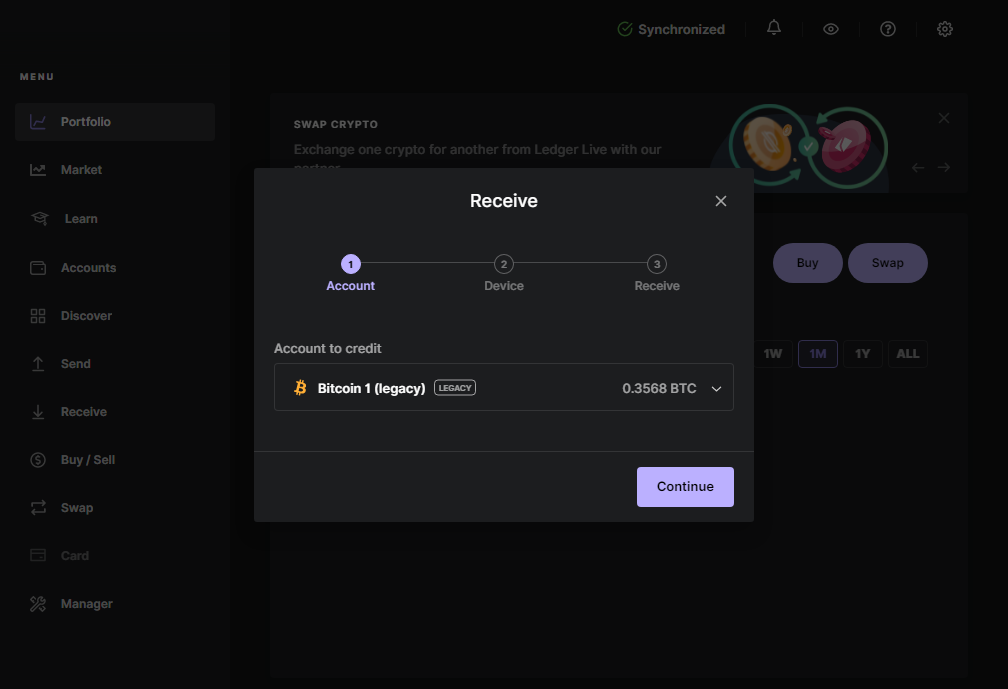 Synchronized
MENU
Portfolio
Market
Learn
Accounts
Discover
Send
Receive
Buy / Sell
Swap
Card
Manager
SWAP CRYPTO
Exchange one crypto for another from Ledger Live with our
partner
Buy
Swap
1W
1M
1Y
ALL
Receive
1
2
3
Account
Device
Receive
Account to credit
Bitcoin 1 (legacy) LEGACY 0.3568 BTC
Continue